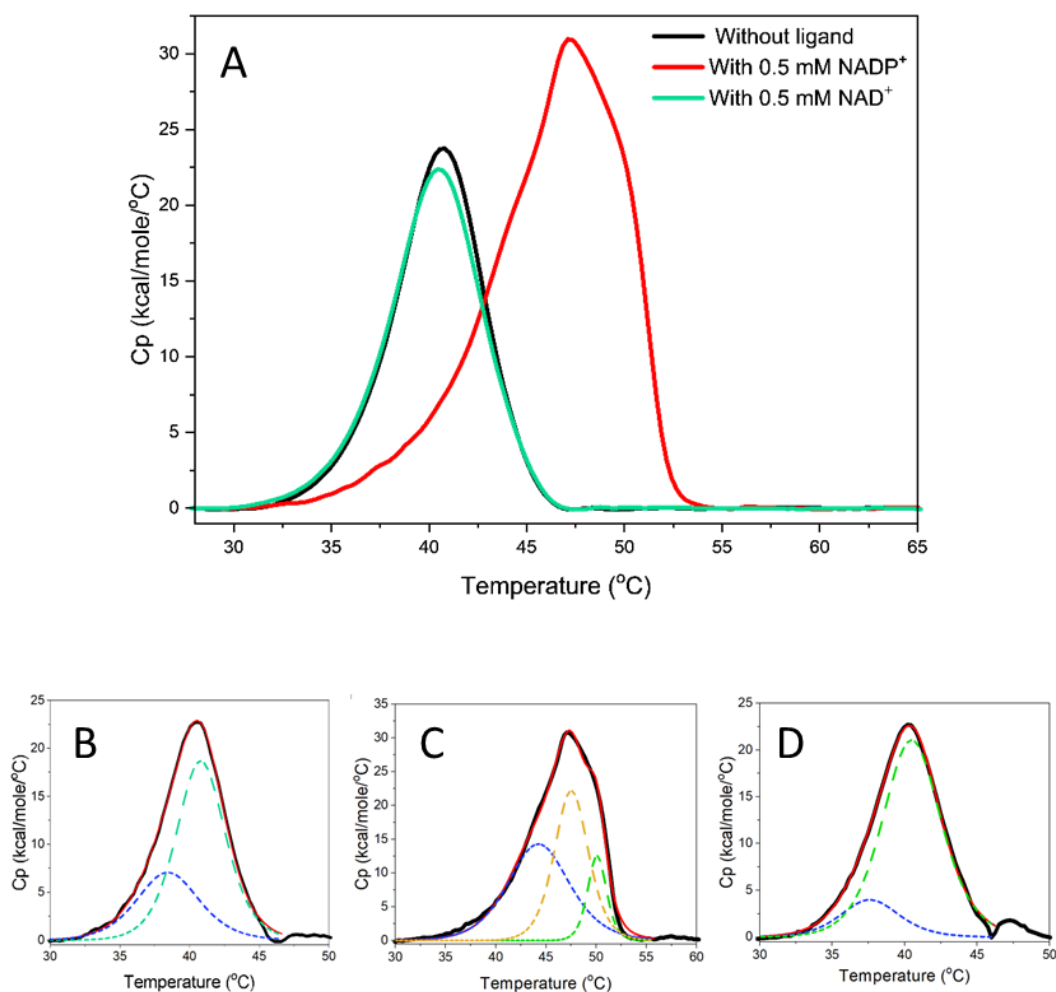 A
Without ligand
With 0.5 mM NADP⁺
With 0.5 mM NAD⁺
Cp (kcal/mole/°C)
30
25
20
15
10
5
0
30 35 40 45 50 55 60 65
Temperature (°C)
B
Cp (kcal/mole/°C)
25
20
15
10
5
0
30 35 40 45 50
Temperature (°C)
C
Cp (kcal/mole/°C)
35
30
25
20
15
10
5
0
30 35 40 45 50 55 60
Temperature (°C)
D
Cp (kcal/mole/°C)
25
20
15
10
5
0
30 35 40 45 50
Temperature (°C)